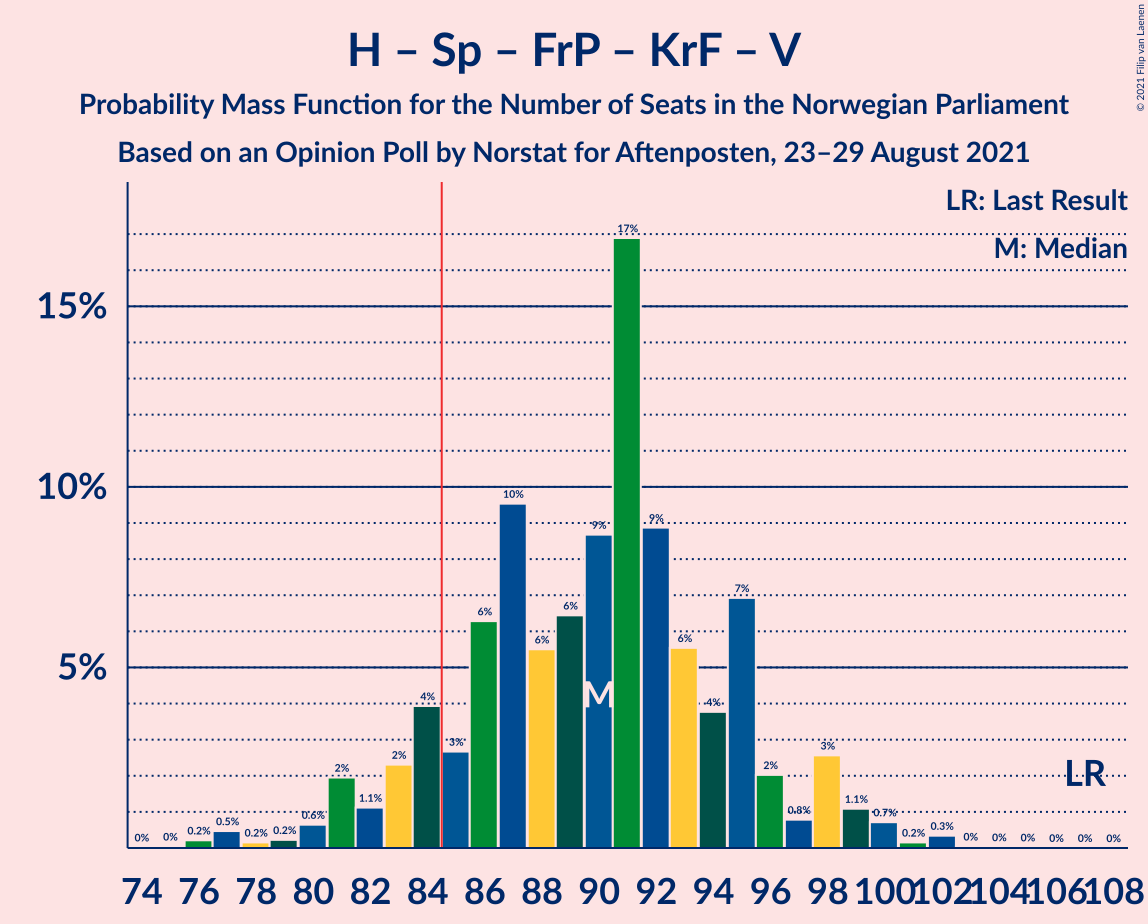 H – Sp – FrP – KrF – V
Probability Mass Function for the Number of Seats in the Norwegian Parliament
Based on an Opinion Poll by Norstat for Aftenposten, 23–29 August 2021
© 2021 Filip van Laenen
LR: Last Result
M: Median
15%
10%
5%
0% 0% 0.2% 0.5% 0.2% 0.2% 0.6% 2% 1.1% 2% 4% 3% 6% 10% 6% 6% 9% 17% 9% 6% 4% 7% 2% 0.8% 3% 1.1% 0.7% 0.2% 0.3% 0% 0% 0% 0% 0% 0%
M
LR
74 76 78 80 82 84 86 88 90 92 94 96 98 100 102 104 106 108